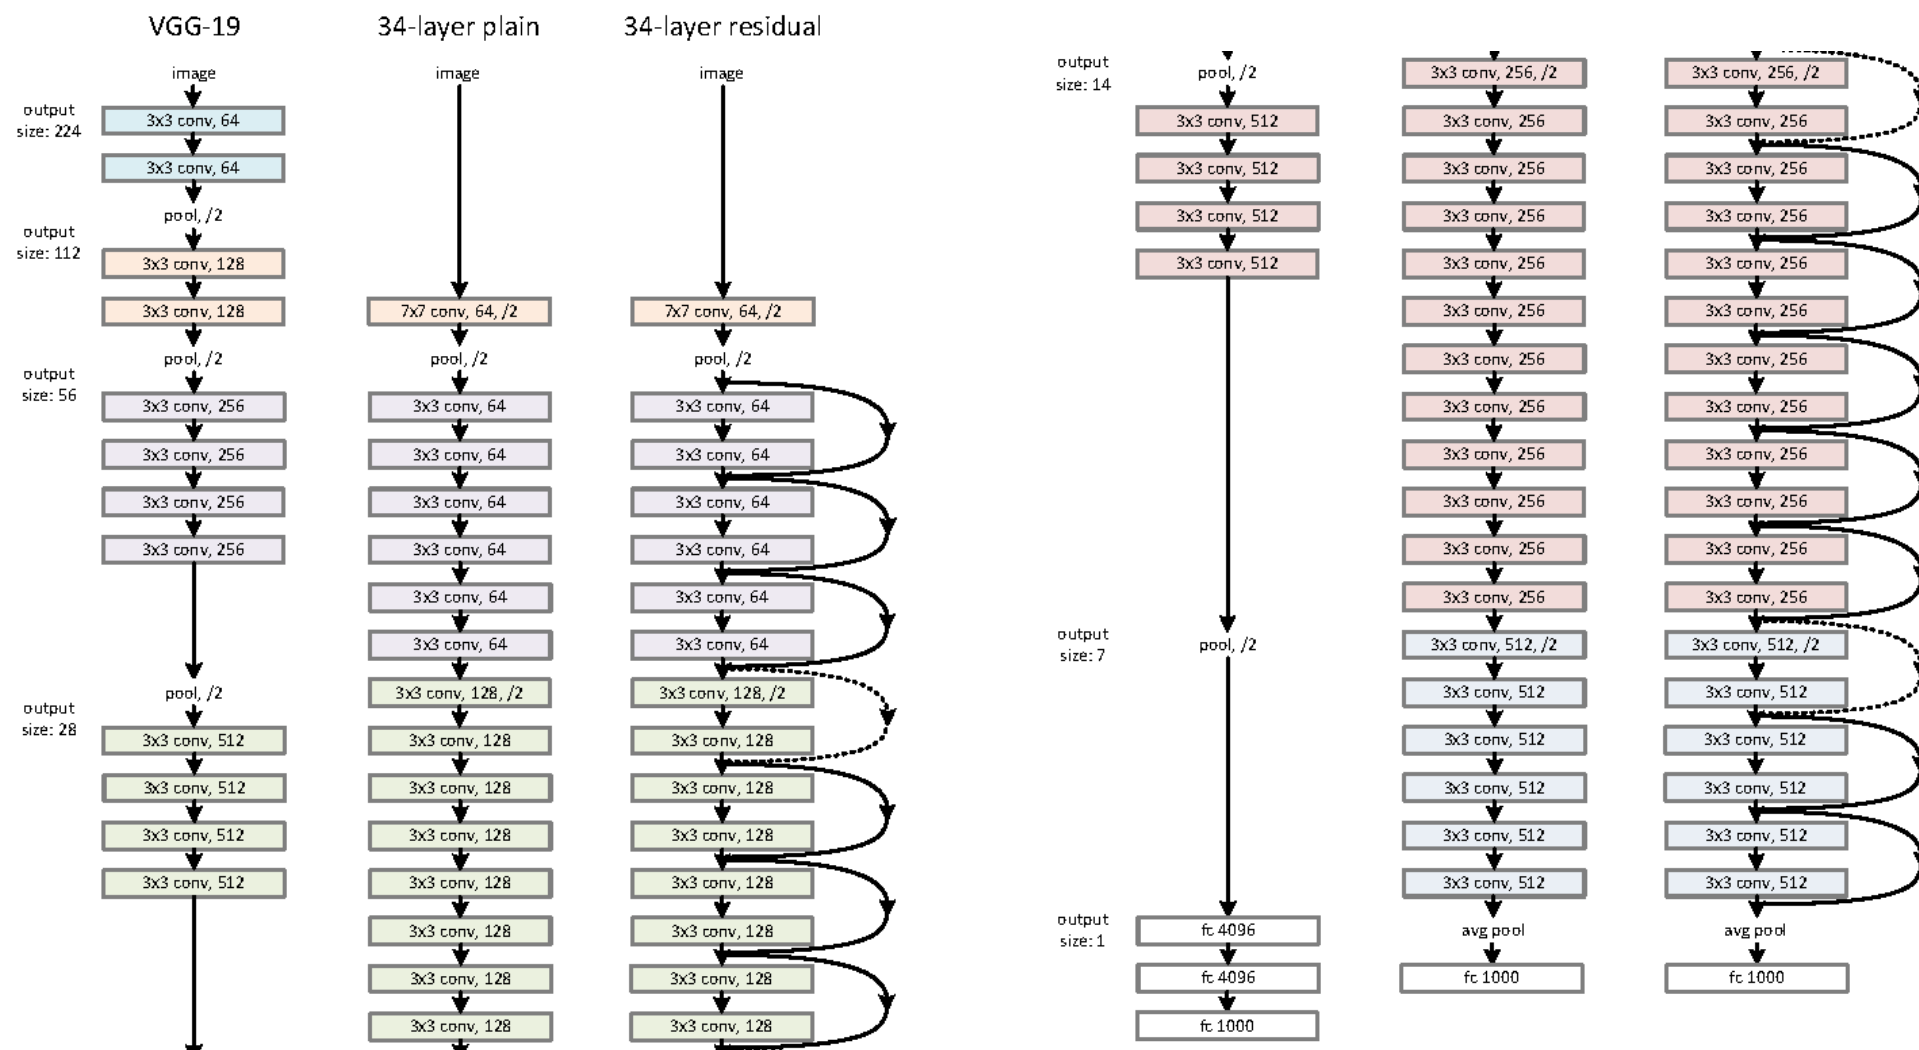 VGG-19
34-layer plain
34-layer residual
output
size: 224
output
size: 112
output
size: 56
output
size: 28
image
3x3 conv, 64
3x3 conv, 64
pool, /2
3x3 conv, 128
3x3 conv, 128
pool, /2
3x3 conv, 256
3x3 conv, 256
3x3 conv, 256
3x3 conv, 256
pool, /2
3x3 conv, 512
3x3 conv, 512
3x3 conv, 512
3x3 conv, 512
image
7x7 conv, 64, /2
pool, /2
3x3 conv, 64
3x3 conv, 64
3x3 conv, 64
3x3 conv, 64
3x3 conv, 64
3x3 conv, 64
3x3 conv, 128, /2
3x3 conv, 128
3x3 conv, 128
3x3 conv, 128
3x3 conv, 128
3x3 conv, 128
3x3 conv, 128
3x3 conv, 128
image
7x7 conv, 64, /2
pool, /2
3x3 conv, 64
3x3 conv, 64
3x3 conv, 64
3x3 conv, 64
3x3 conv, 64
3x3 conv, 64
3x3 conv, 128, /2
3x3 conv, 128
3x3 conv, 128
3x3 conv, 128
3x3 conv, 128
3x3 conv, 128
3x3 conv, 128
3x3 conv, 128
output
size: 14
output
size: 7
output
size: 1
pool, /2
3x3 conv, 512
3x3 conv, 512
3x3 conv, 512
3x3 conv, 512
pool, /2
fc 4096
fc 4096
fc 1000
3x3 conv, 256, /2
3x3 conv, 256
3x3 conv, 256
3x3 conv, 256
3x3 conv, 256
3x3 conv, 256
3x3 conv, 256
3x3 conv, 256
3x3 conv, 256
3x3 conv, 256
3x3 conv, 256
3x3 conv, 256
3x3 conv, 512, /2
3x3 conv, 512
3x3 conv, 512
3x3 conv, 512
3x3 conv, 512
3x3 conv, 512
avg pool
fc 1000
3x3 conv, 256, /2
3x3 conv, 256
3x3 conv, 256
3x3 conv, 256
3x3 conv, 256
3x3 conv, 256
3x3 conv, 256
3x3 conv, 256
3x3 conv, 256
3x3 conv, 256
3x3 conv, 256
3x3 conv, 256
3x3 conv, 512, /2
3x3 conv, 512
3x3 conv, 512
3x3 conv, 512
3x3 conv, 512
3x3 conv, 512
avg pool
fc 1000